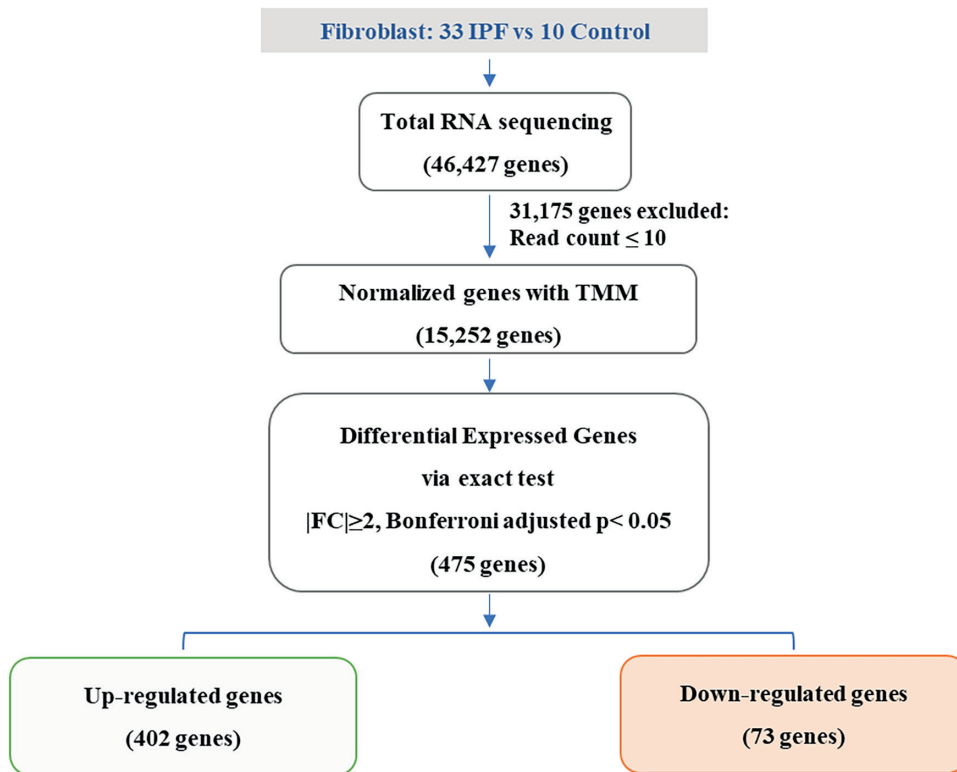 Fibroblast: 33 IPF vs 10 Control
Total RNA sequencing
(46,427 genes)
31,175 genes excluded:
Read count ≤ 10
Normalized genes with TMM
(15,252 genes)
Differential Expressed Genes
via exact test
|FC|≥2, Bonferroni adjusted p< 0.05
(475 genes)
Up-regulated genes
(402 genes)
Down-regulated genes
(73 genes)